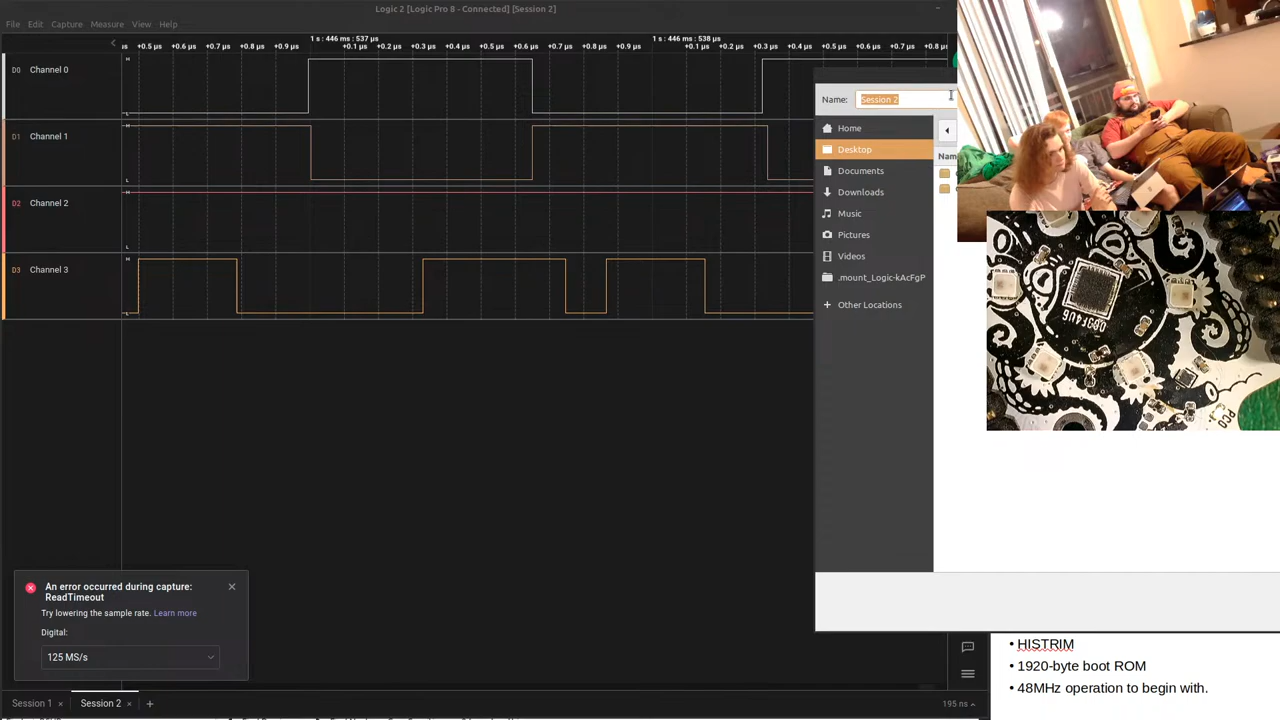 Logic 2 [Logic Pro 8 - Connected] [Session 2]
File Edit Capture Measure View Help
1 s : 446 ms : 537 µs
1 s : 446 ms : 538 µs
µs +0.5 µs +0.6 µs +0.7 µs +0.8 µs +0.9 µs +0.1 µs +0.2 µs +0.3 µs +0.4 µs +0.5 µs +0.6 µs +0.7 µs +0.8 µs +0.9 µs +0.1 µs +0.2 µs +0.3 µs +0.4 µs +0.5 µs +0.6 µs +0.7 µs +0.8 µs
D0 Channel 0
H
L
D1 Channel 1
H
L
D2 Channel 2
H
L
D3 Channel 3
H
L
Name: Session 2
Home
Desktop
Nam
Documents
Downloads
Music
Pictures
Videos
.mount_Logic-kAcFgP
+ Other Locations
An error occurred during capture:
ReadTimeout
Try lowering the sample rate. Learn more
Digital:
125 MS/s
Session 1
Session 2
195 ns
• HISTRIM
• 1920-byte boot ROM
• 48MHz operation to begin with.